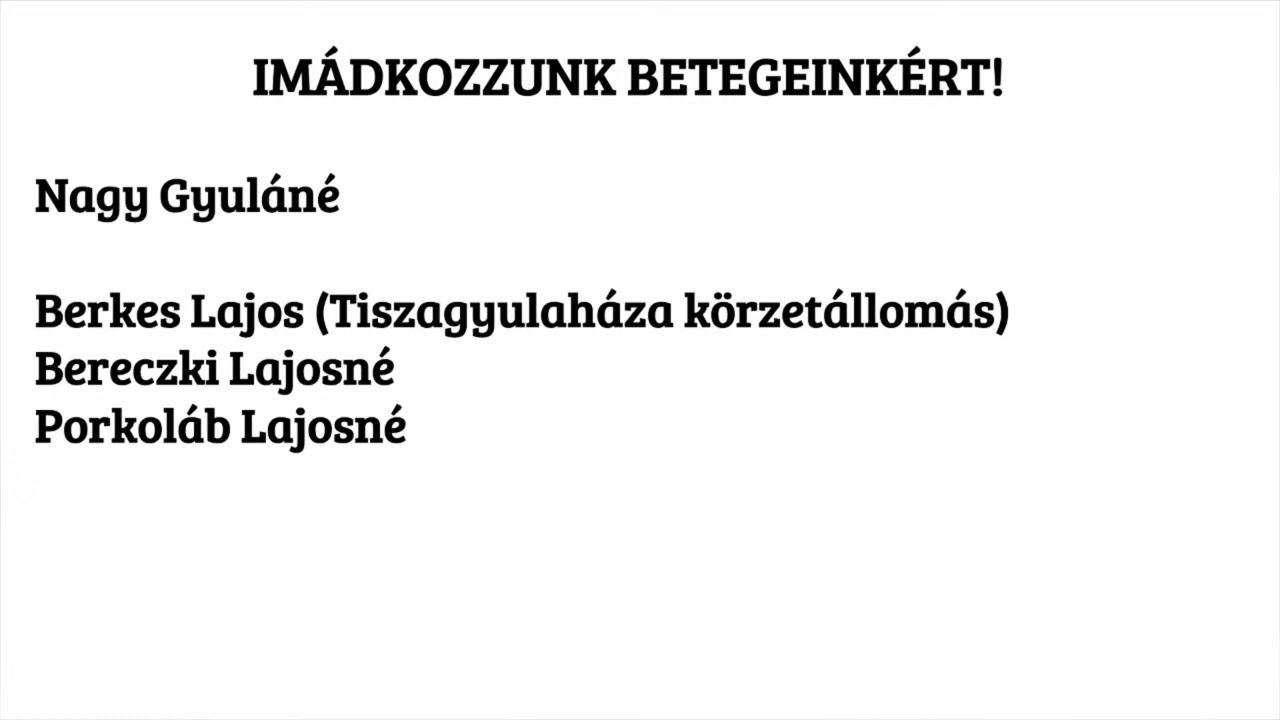 IMÁDKOZZUNK BETEGEINKÉRT!
Nagy Gyuláné
Berkes Lajos (Tiszagyulaháza körzetállomás)
Bereczki Lajosné
Porkoláb Lajosné